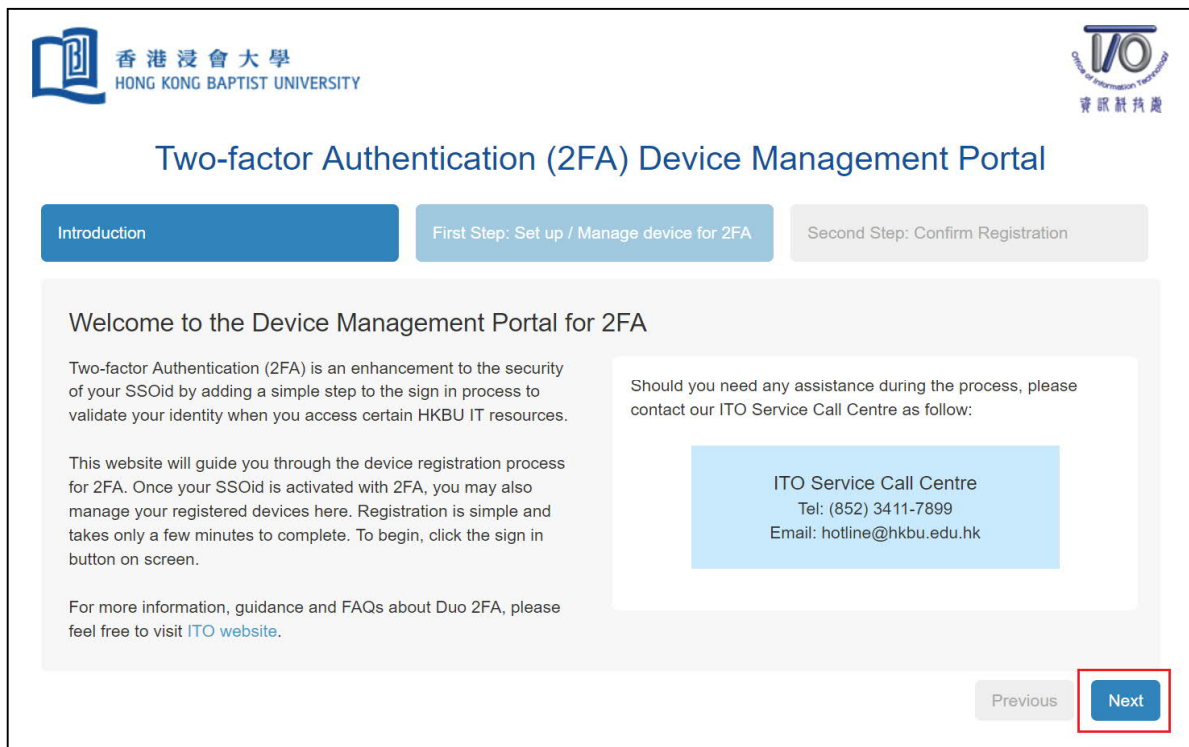 香港浸會大學
HONG KONG BAPTIST UNIVERSITY
ITO
Office of Information Technology
資訊科技處
Two-factor Authentication (2FA) Device Management Portal
Introduction
First Step: Set up / Manage device for 2FA
Second Step: Confirm Registration
Welcome to the Device Management Portal for 2FA
Two-factor Authentication (2FA) is an enhancement to the security
of your SSOid by adding a simple step to the sign in process to
validate your identity when you access certain HKBU IT resources.
This website will guide you through the device registration process
for 2FA. Once your SSOid is activated with 2FA, you may also
manage your registered devices here. Registration is simple and
takes only a few minutes to complete. To begin, click the sign in
button on screen.
For more information, guidance and FAQs about Duo 2FA, please
feel free to visit ITO website.
Should you need any assistance during the process, please
contact our ITO Service Call Centre as follow:
ITO Service Call Centre
Tel: (852) 3411-7899
Email: hotline@hkbu.edu.hk
Previous
Next